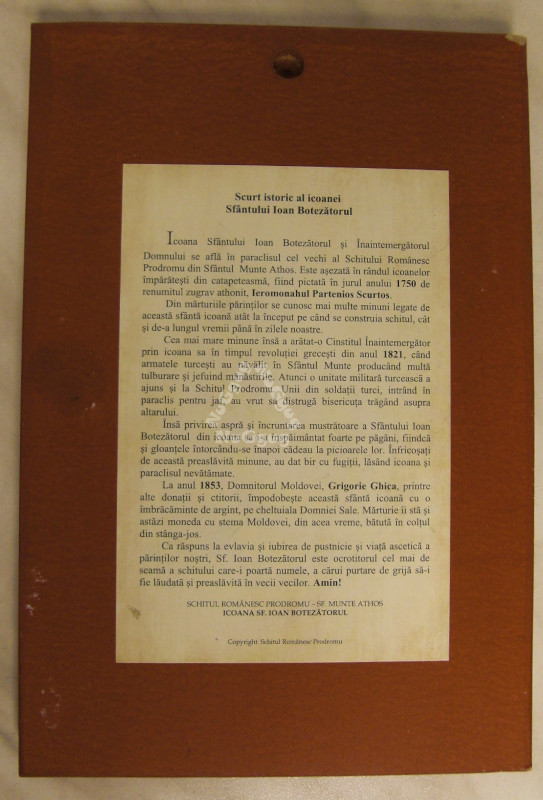 Scurt istoric al icoanei
Sfântului Ioan Botezătorul
Icoana Sfântului Ioan Botezătorul și Înaintemergătorul
Domnului se află în paraclisul cel vechi al Schitului Românesc
Prodromu din Sfântul Munte Athos. Este așezată în rândul icoanelor
împărătești din catapeteasmă, fiind pictată în jurul anului 1750 de
renumitul zugrav athonit, Ieromonahul Partenios Scurtos.
Din mărturiile părinților se cunosc mai multe minuni legate de
această sfântă icoană atât la început pe când se construia schitul, cât
și de-a lungul vremii până în zilele noastre.
Cea mai mare minune însă a arătat-o Cinstitul Înaintemergător
prin icoana sa în timpul revoluției grecești din anul 1821, când
armatele turcești au năvălit în Sfântul Munte producând multă
tulburare și jefuind mănăstirile. Atunci o unitate militară turcească a
ajuns și la Schitul Prodromu. Unii din soldații turci, intrând în
paraclis pentru jaf, au vrut să distrugă bisericuța trăgând asupra
altarului.
Însă privirea aspră și încruntarea mustrătoare a Sfântului Ioan
Botezătorul din icoana sa i-a înspăimântat foarte pe păgâni, fiindcă
și gloanțele întorcându-se înapoi cădeau la picioarele lor. Înfricoșați
de această preaslăvită minune, au dat bir cu fugiții, lăsând icoana și
paraclisul nevătămate.
La anul 1853, Domnitorul Moldovei, Grigorie Ghica, printre
alte donații și ctitorii, împodobește această sfântă icoană cu o
îmbrăcăminte de argint, pe cheltuiala Domniei Sale. Mărturie îi stă și
astăzi moneda cu stema Moldovei, din acea vreme, bătută în colțul
din stânga-jos.
Ca răspuns la evlavia și iubirea de pustnicie și viață ascetică a
părinților noștri, Sf. Ioan Botezătorul este ocrotitorul cel mai de
seamă a schitului care-i poartă numele, a cărui purtare de grijă să-i
fie lăudată și preaslăvită în vecii vecilor. Amin!
SCHITUL ROMÂNESC PRODROMU – SF. MUNTE ATHOS
ICOANA SF. IOAN BOTEZĂTORUL
Copyright Schitul Românesc Prodromu